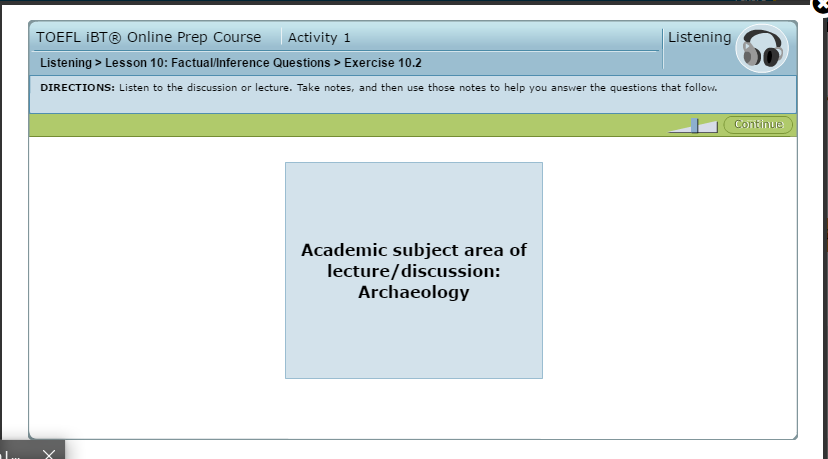 TOEFL iBT® Online Prep Course Activity 1 Listening
Listening > Lesson 10: Factual/Inference Questions > Exercise 10.2
DIRECTIONS: Listen to the discussion or lecture. Take notes, and then use those notes to help you answer the questions that follow.
Continue
Academic subject area of
lecture/discussion:
Archaeology